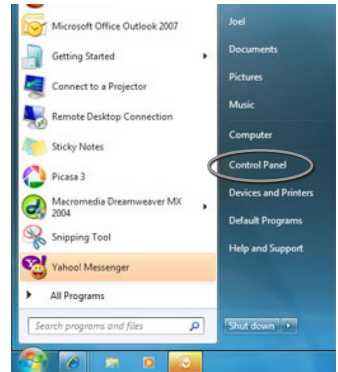 Microsoft Office Outlook 2007
Getting Started
Connect to a Projector
Remote Desktop Connection
Sticky Notes
Picasa 3
Macromedia Dreamweaver MX
2004
Snipping Tool
Yahoo! Messenger
All Programs
Search programs and files
Joel
Documents
Pictures
Music
Computer
Control Panel
Devices and Printers
Default Programs
Help and Support
Shut down